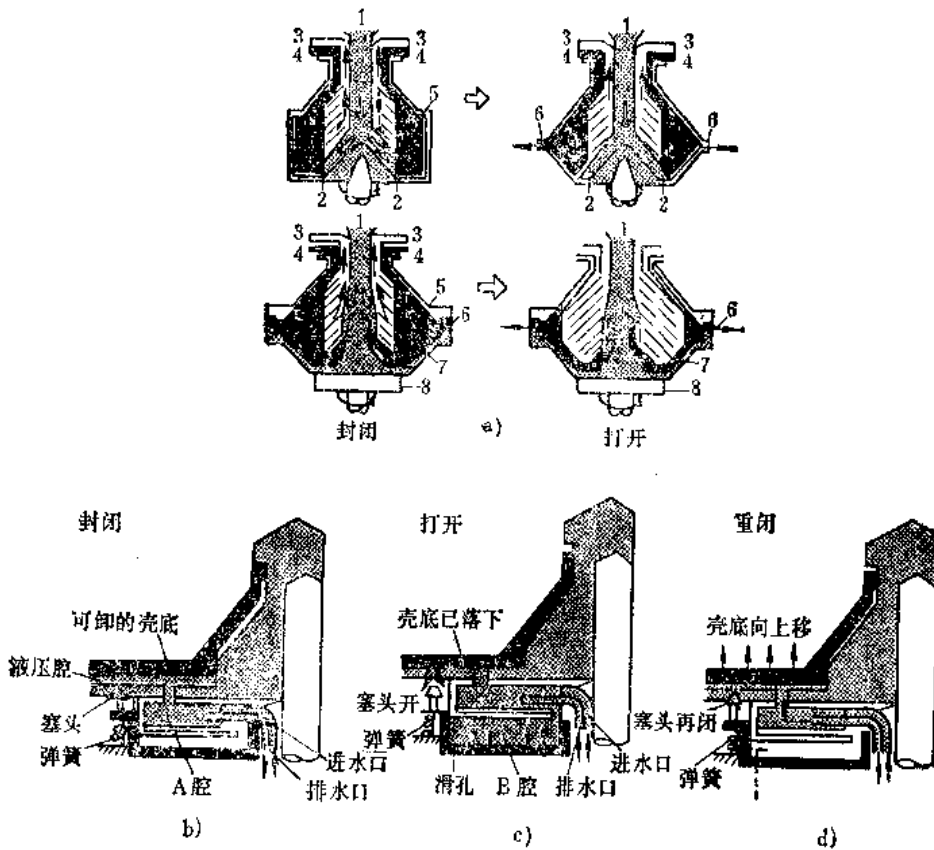 1
1
3
3
3
3
4
4
4
4
5
6
6
2
2
2
2
1
1
3
3
4
4
5
6
6
7
7
8
8
封闭
a)
打开
封闭
打开
重闭
可卸的壳底
液压腔
塞头
弹簧
A腔
进水口
排水口
b)
壳底已落下
塞头开
弹簧
滑孔
B腔
排水口
进水口
c)
壳底向上移
塞头再闭
弹簧
d)